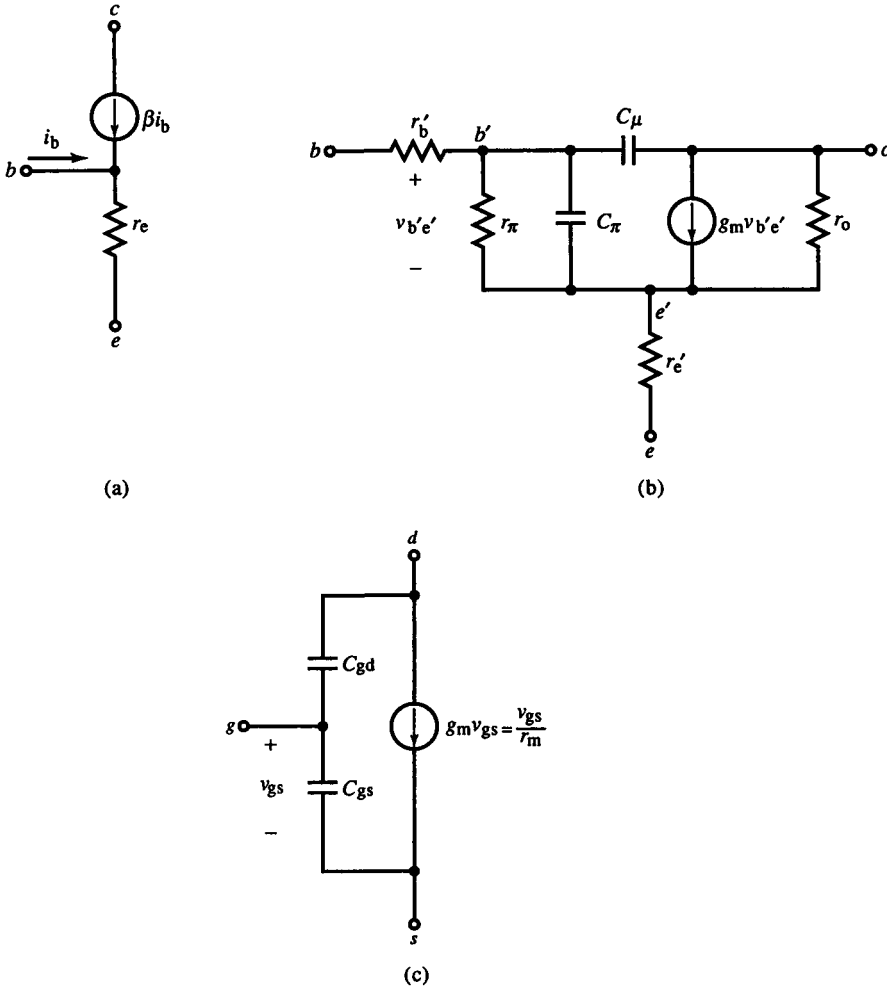 c
βi_b
i_b
b
r_e
e
(a)
b
r_b′
b′
C_μ
c
+
v_b′e′
−
r_π
C_π
g_m v_b′e′
r_o
e′
r_e′
e
(b)
d
C_gd
g
+
v_gs
−
C_gs
g_m v_gs = v_gs / r_m
s
(c)